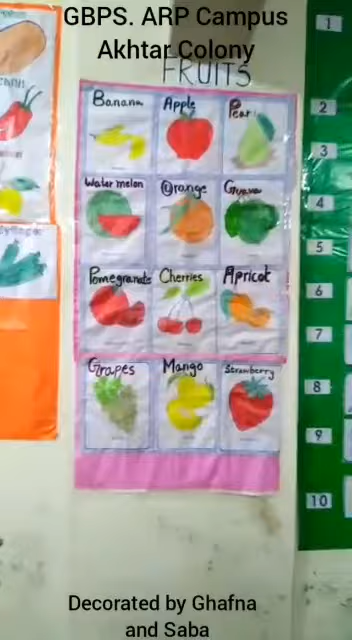 GBPS. ARP Campus
Akhtar Colony
FRUITS
Banana Apple Pear
Water melon Orange Guava
Pomegranate Cherries Apricot
Grapes Mango Strawberry
1
2
3
4
5
6
7
8
9
10
Decorated by Ghafna
and Saba